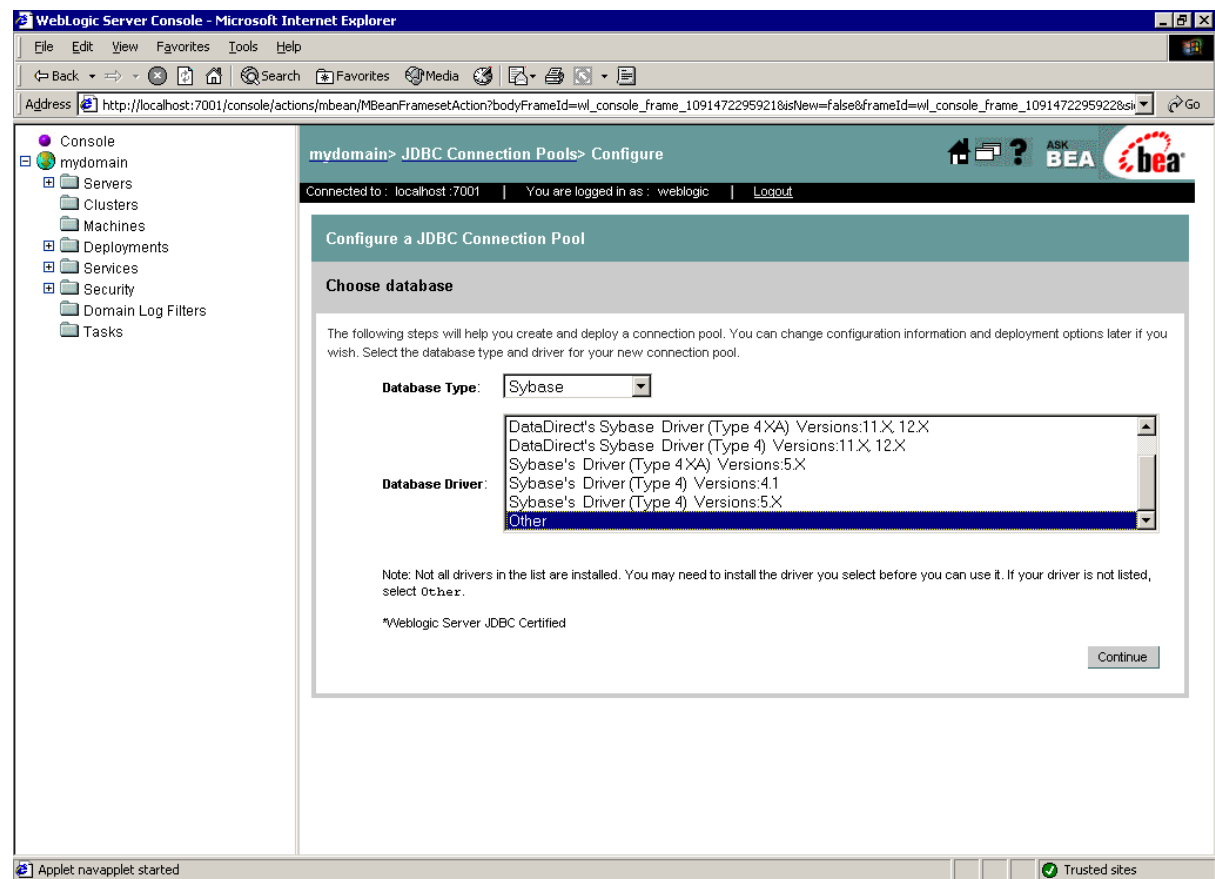 WebLogic Server Console - Microsoft Internet Explorer
File Edit View Favorites Tools Help
Back Search Favorites Media
Address http://localhost:7001/console/actions/mbean/MBeanFramesetAction?bodyFrameId=wl_console_frame_1091472295921&isNew=false&frameId=wl_console_frame_1091472295922&sid Go
Console
mydomain
Servers
Clusters
Machines
Deployments
Services
Security
Domain Log Filters
Tasks
mydomain> JDBC Connection Pools> Configure
? ASK BEA bea
Connected to : localhost :7001 | You are logged in as : weblogic | Logout
Configure a JDBC Connection Pool
Choose database
The following steps will help you create and deploy a connection pool. You can change configuration information and deployment options later if you
wish. Select the database type and driver for your new connection pool.
Database Type: Sybase
DataDirect's Sybase Driver (Type 4 XA) Versions:11.X, 12.X
DataDirect's Sybase Driver (Type 4) Versions:11.X, 12.X
Sybase's Driver (Type 4 XA) Versions:5.X
Database Driver: Sybase's Driver (Type 4) Versions:4.1
Sybase's Driver (Type 4) Versions:5.X
Other
Note: Not all drivers in the list are installed. You may need to install the driver you select before you can use it. If your driver is not listed,
select Other.
*Weblogic Server JDBC Certified
Continue
Applet navapplet started
Trusted sites